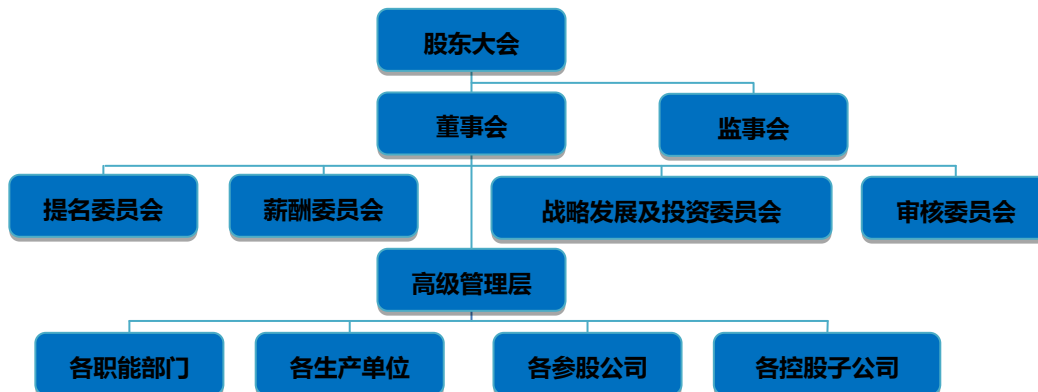 股东大会
董事会
监事会
提名委员会
薪酬委员会
战略发展及投资委员会
审核委员会
高级管理层
各职能部门
各生产单位
各参股公司
各控股子公司